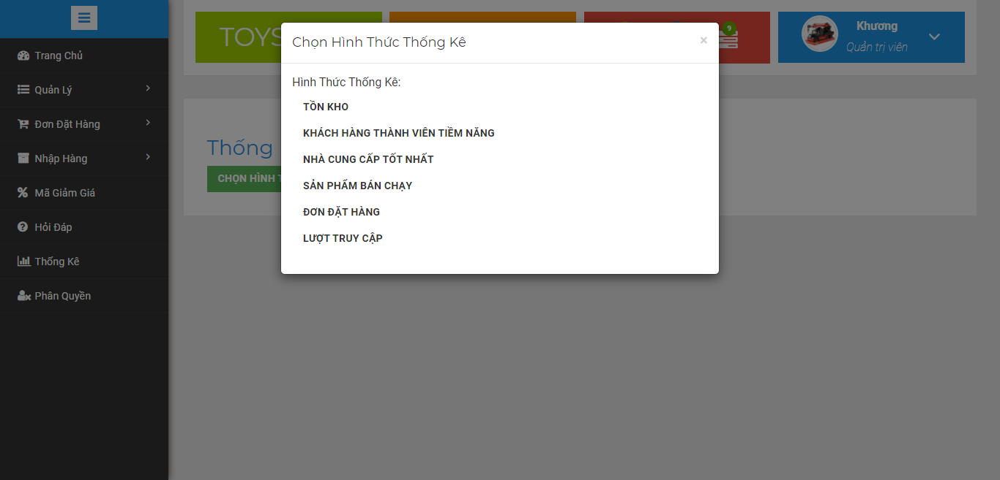 TOYS
9
Khương
Quản trị viên
Trang Chủ
Quản Lý
Đơn Đặt Hàng
Nhập Hàng
Mã Giảm Giá
Hỏi Đáp
Thống Kê
Phân Quyền
Thống
CHỌN HÌNH
Chọn Hình Thức Thống Kê
×
Hình Thức Thống Kê:
TỒN KHO
KHÁCH HÀNG THÀNH VIÊN TIỀM NĂNG
NHÀ CUNG CẤP TỐT NHẤT
SẢN PHẨM BÁN CHẠY
ĐƠN ĐẶT HÀNG
LƯỢT TRUY CẬP